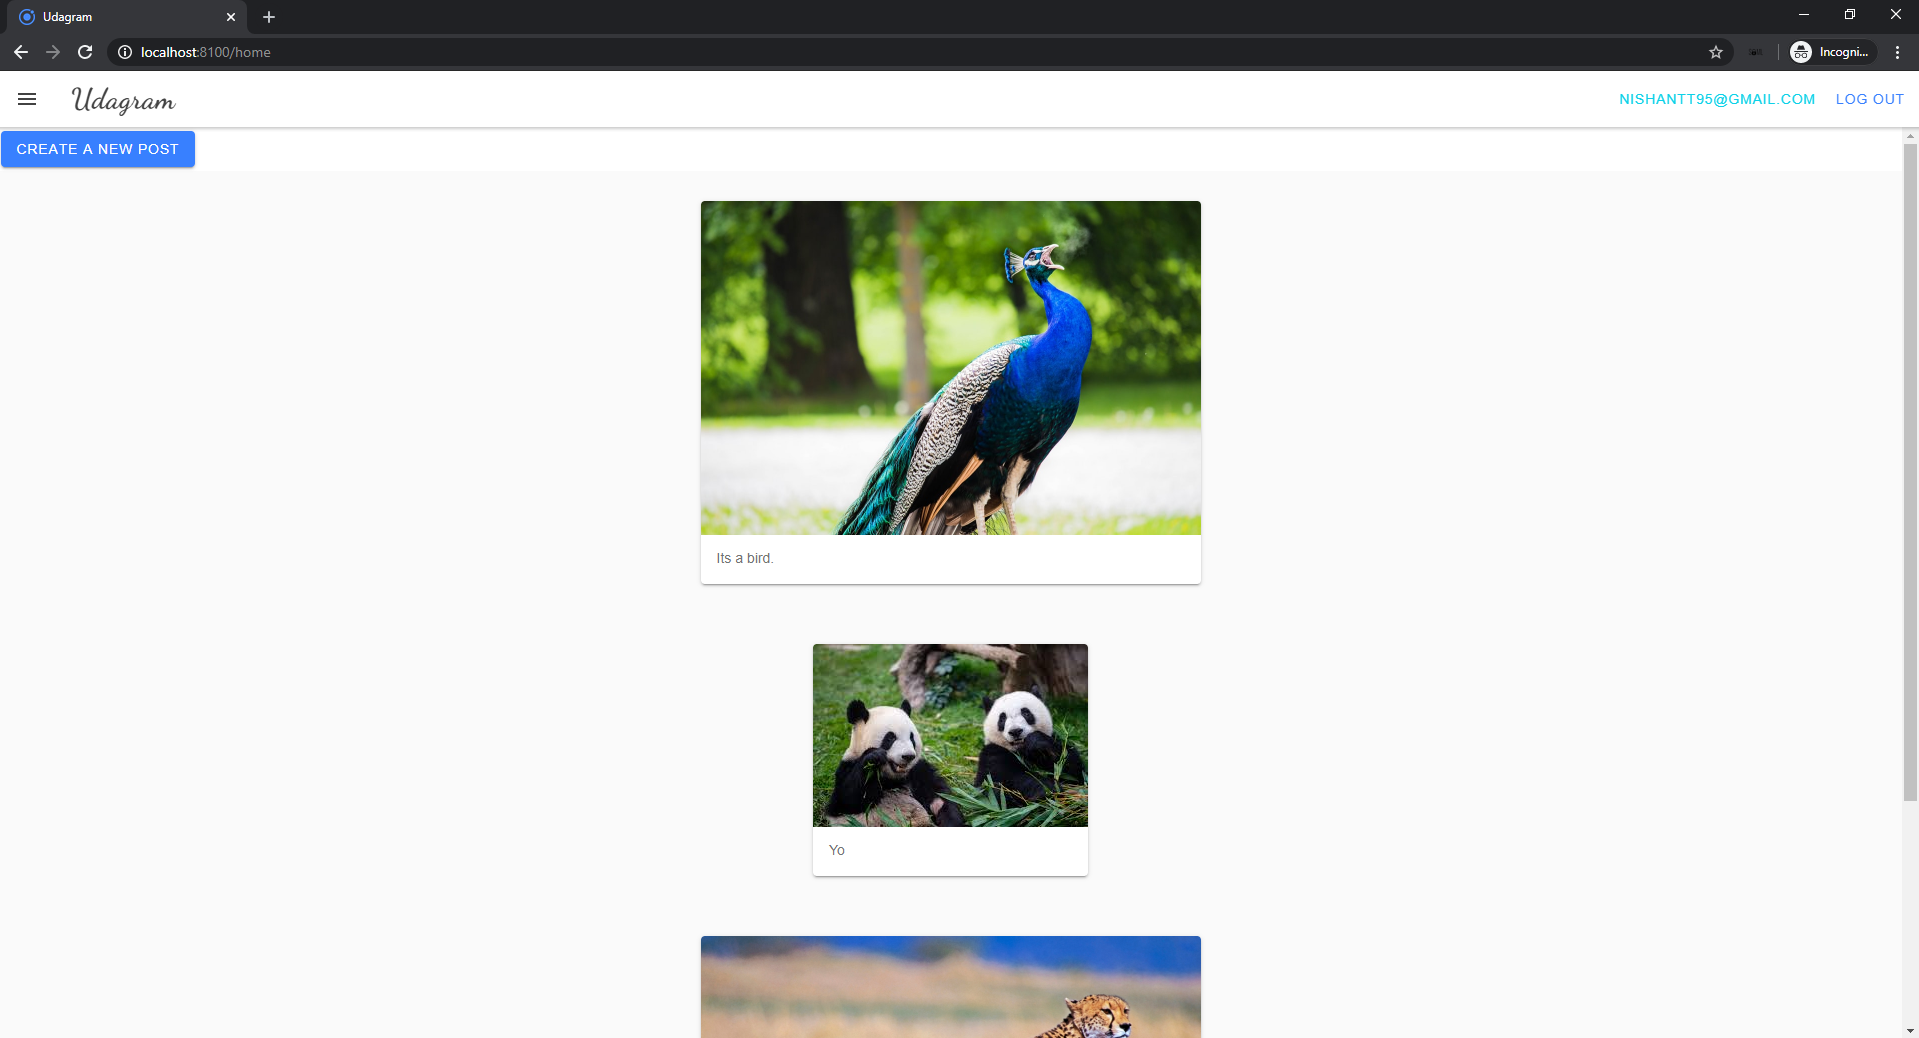 Udagram
localhost:8100/home
Incogni...
Udagram
NISHANTT95@GMAIL.COM
LOG OUT
CREATE A NEW POST
Its a bird.
Yo